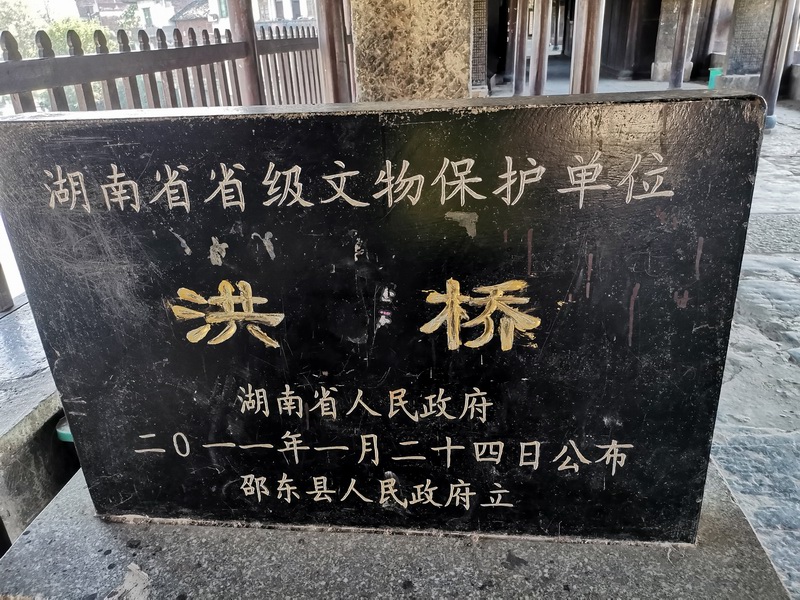 湖南省省级文物保护单位
洪桥
湖南省人民政府
二0一一年一月二十四日公布
邵东县人民政府立